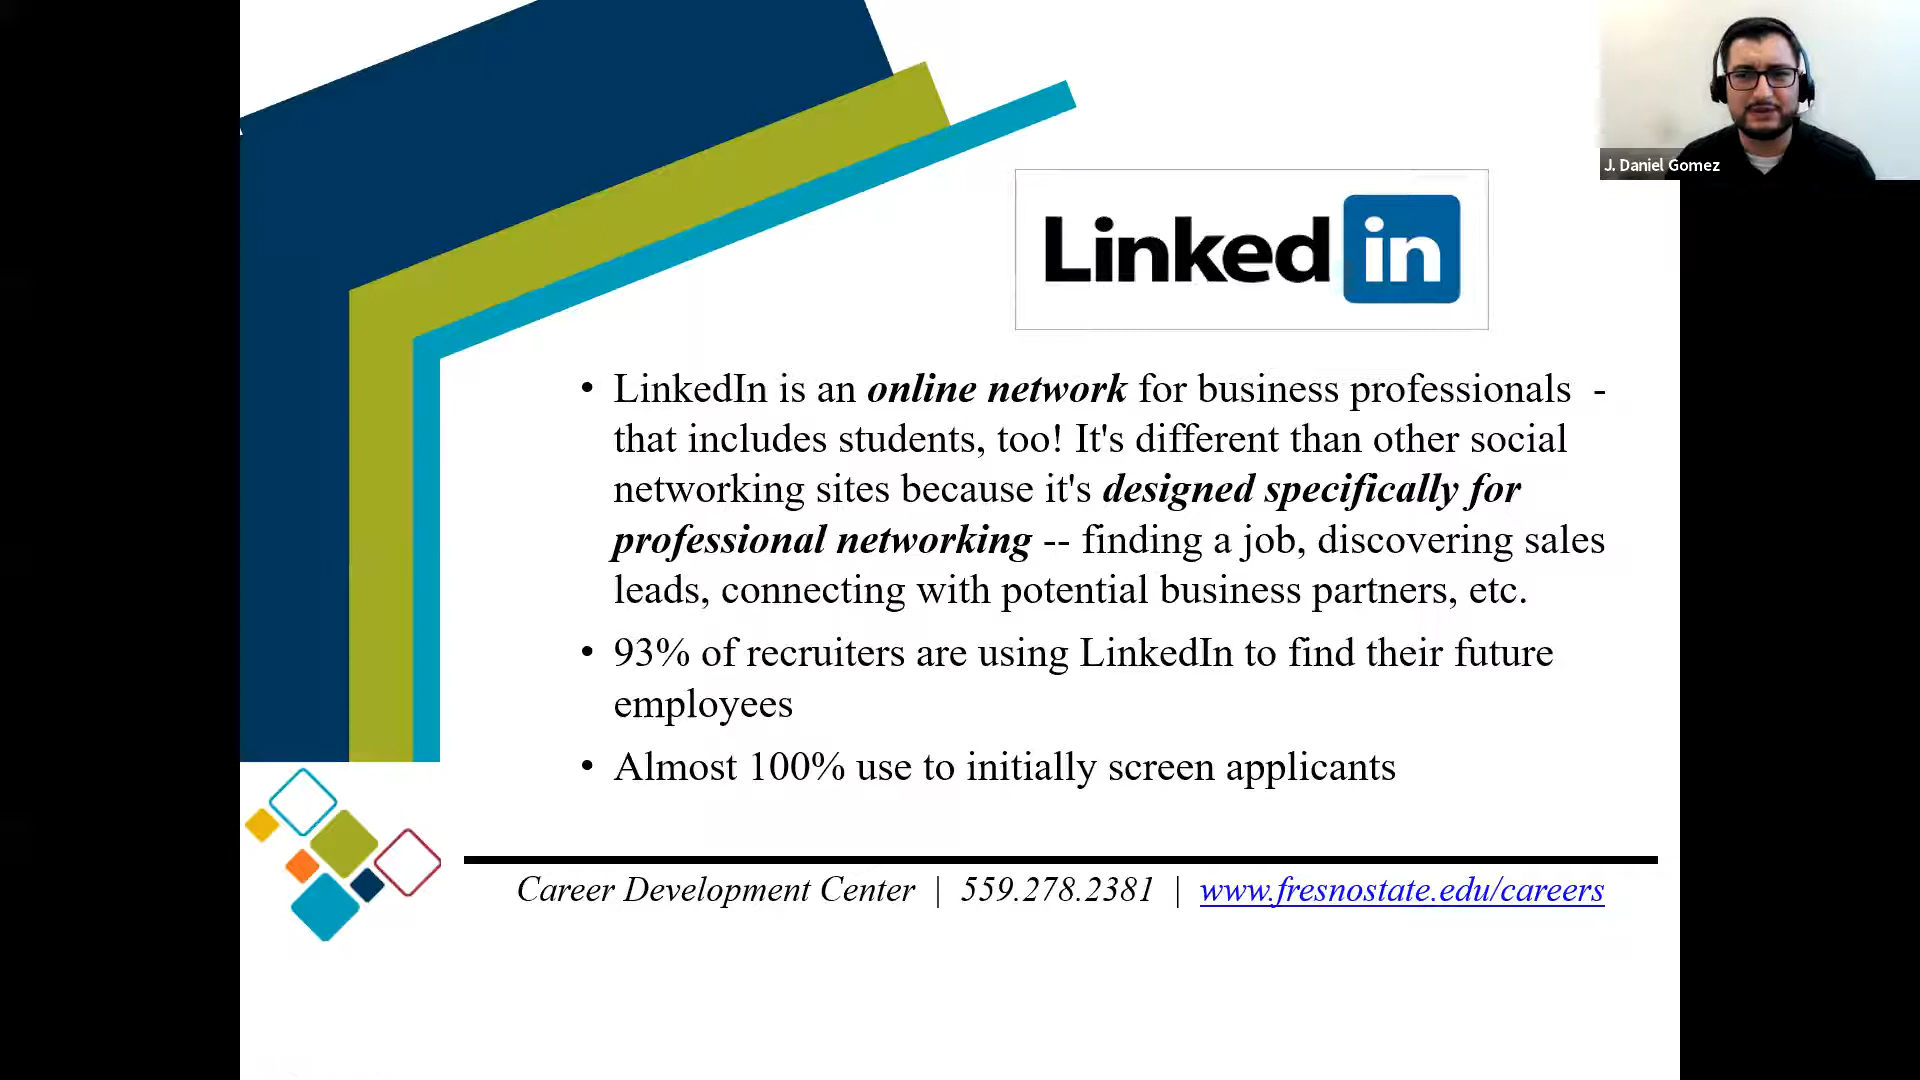 J. Daniel Gomez
Linked in
• LinkedIn is an online network for business professionals -
that includes students, too! It's different than other social
networking sites because it's designed specifically for
professional networking -- finding a job, discovering sales
leads, connecting with potential business partners, etc.
• 93% of recruiters are using LinkedIn to find their future
employees
• Almost 100% use to initially screen applicants
Career Development Center | 559.278.2381 | www.fresnostate.edu/careers